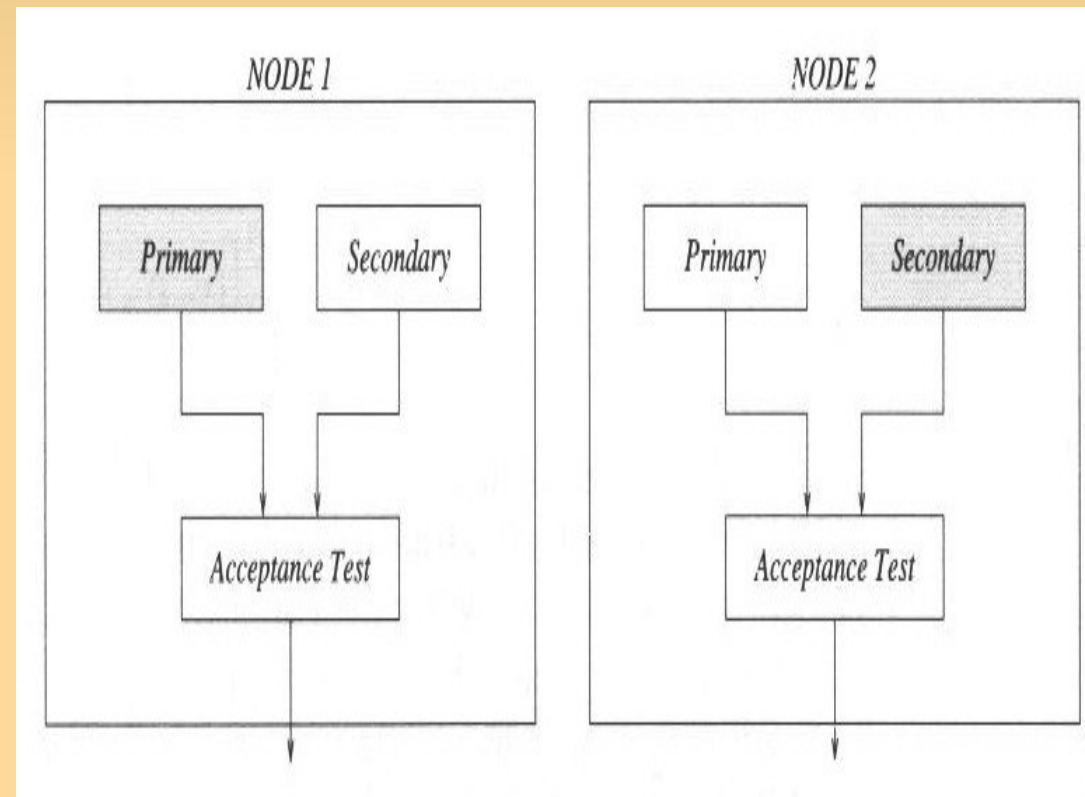 NODE 1
NODE 2
Primary
Secondary
Primary
Secondary
Acceptance Test
Acceptance Test